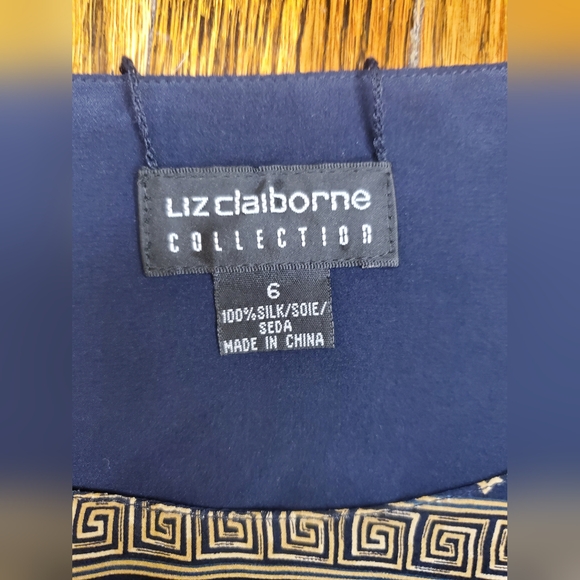 Liz claiborne
COLLECTION
6
100%SILK/SOIE/
SEDA
MADE IN CHINA